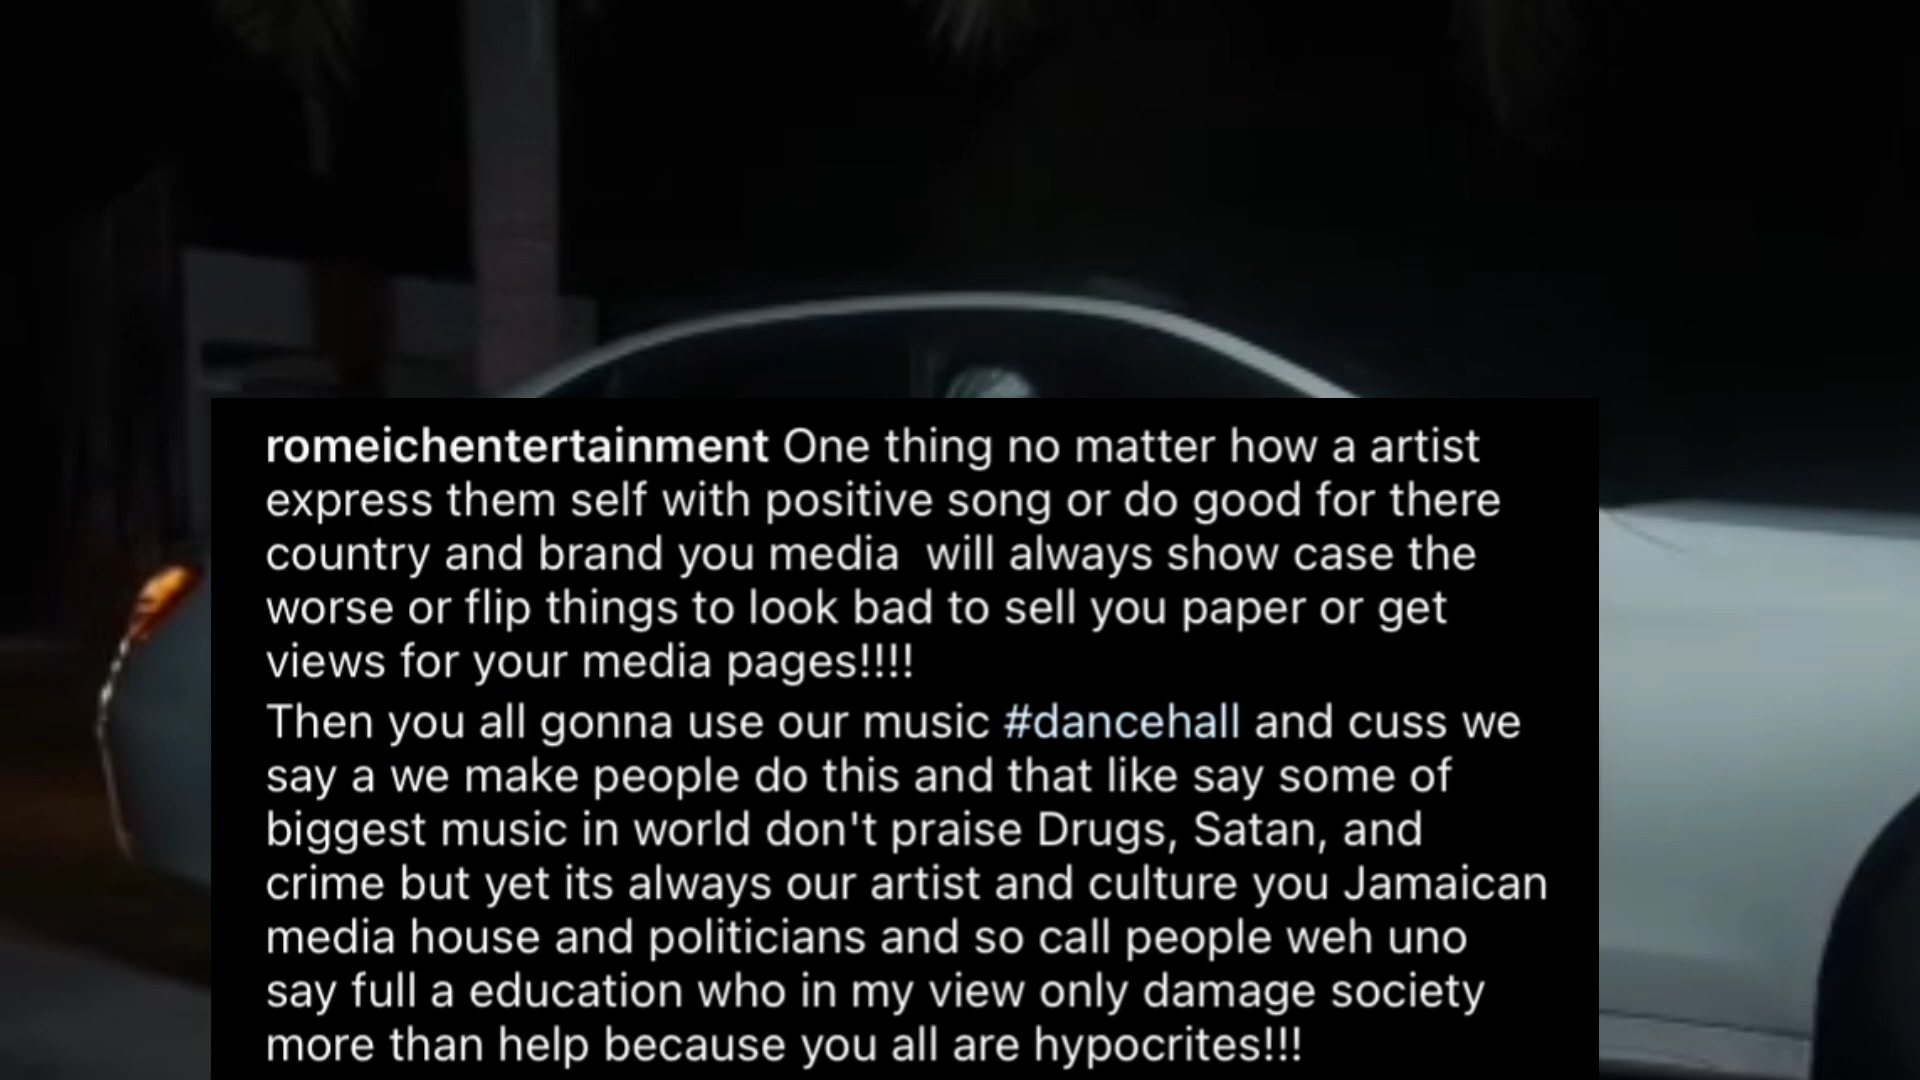 romeichentertainment One thing no matter how a artist
express them self with positive song or do good for there
country and brand you media  will always show case the
worse or flip things to look bad to sell you paper or get
views for your media pages!!!!
Then you all gonna use our music #dancehall and cuss we
say a we make people do this and that like say some of
biggest music in world don't praise Drugs, Satan, and
crime but yet its always our artist and culture you Jamaican
media house and politicians and so call people weh uno
say full a education who in my view only damage society
more than help because you all are hypocrites!!!